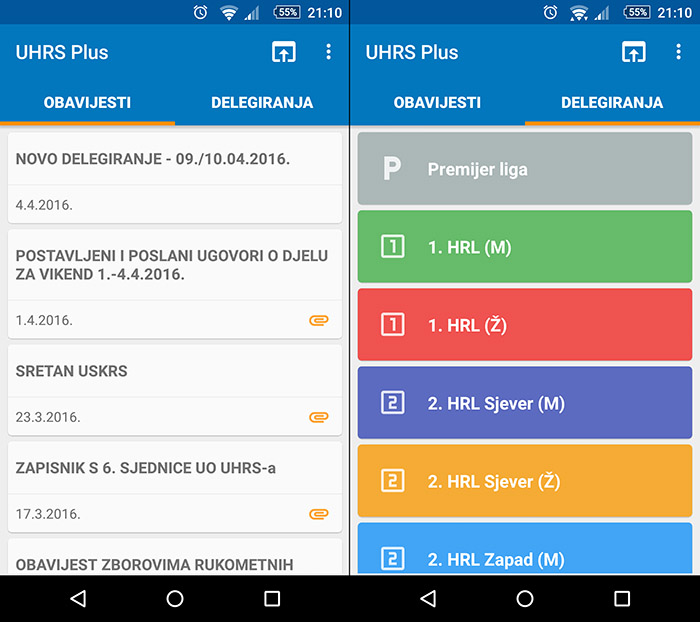 55% 21:10
UHRS Plus
OBAVIJESTI DELEGIRANJA
NOVO DELEGIRANJE - 09./10.04.2016.
4.4.2016.
POSTAVLJENI I POSLANI UGOVORI O DJELU
ZA VIKEND 1.-4.4.2016.
1.4.2016.
SRETAN USKRS
23.3.2016.
ZAPISNIK S 6. SJEDNICE UO UHRS-a
17.3.2016.
OBAVIJEST ZBOROVIMA RUKOMETNIH
55% 21:10
UHRS Plus
OBAVIJESTI DELEGIRANJA
P Premijer liga
1 1. HRL (M)
1 1. HRL (Ž)
2 2. HRL Sjever (M)
2 2. HRL Sjever (Ž)
2 2. HRL Zapad (M)